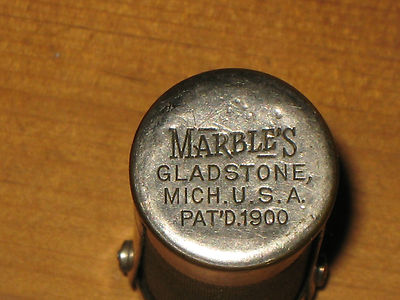 MARBLE'S
GLADSTONE,
MICH. U.S.A.
PAT'D. 1900